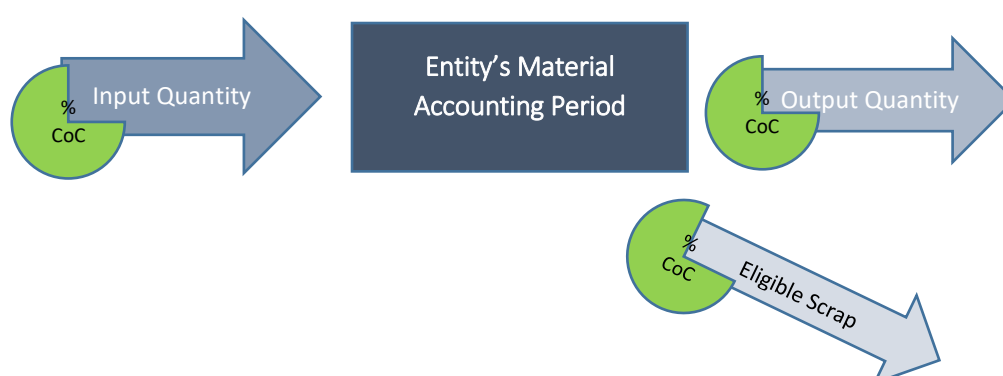 Input Quantity
%
CoC
Entity's Material
Accounting Period
%
CoC
Output Quantity
%
CoC
Eligible Scrap